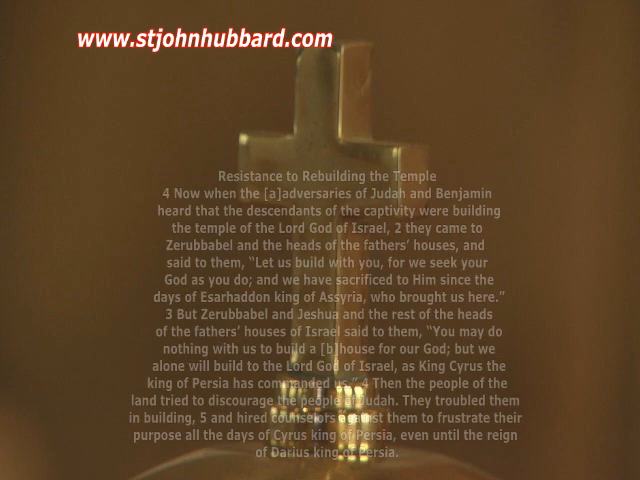 www.stjohnhubbard.com
Resistance to Rebuilding the Temple
4 Now when the [a]adversaries of Judah and Benjamin
heard that the descendants of the captivity were building
the temple of the Lord God of Israel, 2 they came to
Zerubbabel and the heads of the fathers’ houses, and
said to them, “Let us build with you, for we seek your
God as you do; and we have sacrificed to Him since the
days of Esarhaddon king of Assyria, who brought us here.”
3 But Zerubbabel and Jeshua and the rest of the heads
of the fathers’ houses of Israel said to them, “You may do
nothing with us to build a [b]house for our God; but we
alone will build to the Lord God of Israel, as King Cyrus the
king of Persia has commanded us.” 4 Then the people of the
land tried to discourage the people of Judah. They troubled them
in building, 5 and hired counselors against them to frustrate their
purpose all the days of Cyrus king of Persia, even until the reign
of Darius king of Persia.